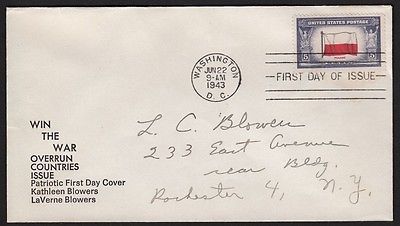 UNITED STATES POSTAGE
5 5
POLAND
WASHINGTON
JUN 22
9-AM
1943
D. C.
FIRST DAY OF ISSUE
WIN
THE
WAR
OVERRUN
COUNTRIES
ISSUE
Patriotic First Day Cover
Kathleen Blowers
LaVerne Blowers
L. C. Blowers
233 East Avenue
rear Bldg.
Rochester 4, N. Y.